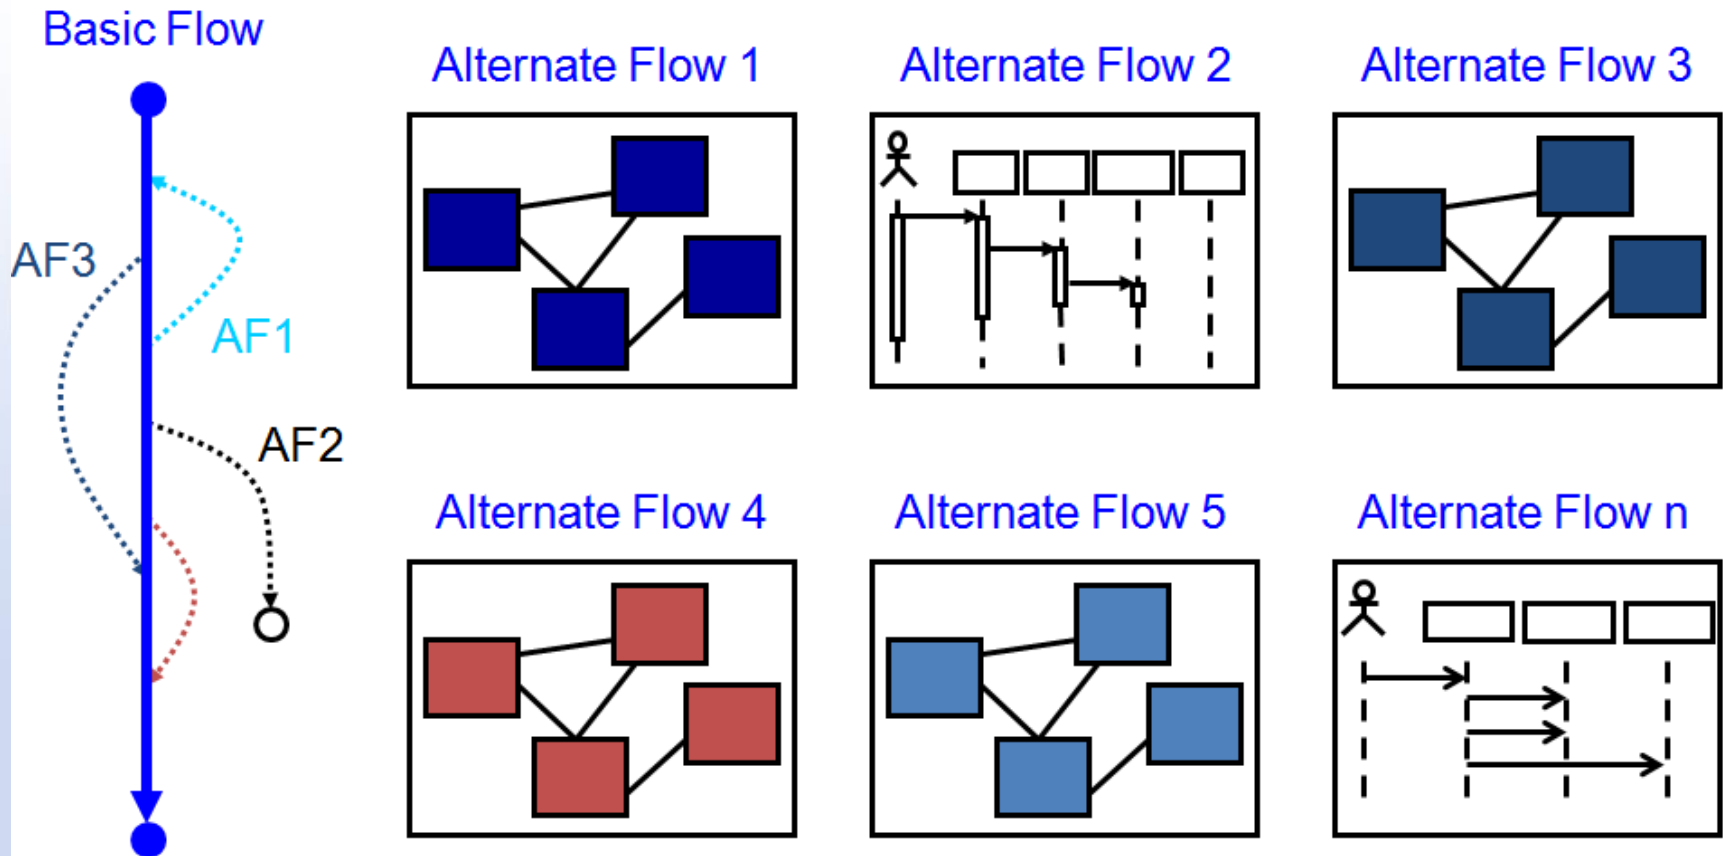 Basic Flow
Alternate Flow 1
Alternate Flow 2
Alternate Flow 3
AF3
AF1
AF2
Alternate Flow 4
Alternate Flow 5
Alternate Flow n